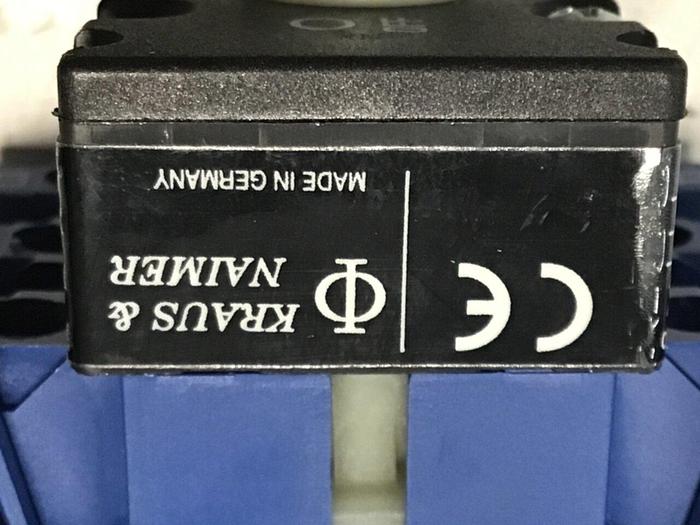 CE
Φ KRAUS &
NAIMER
MADE IN GERMANY